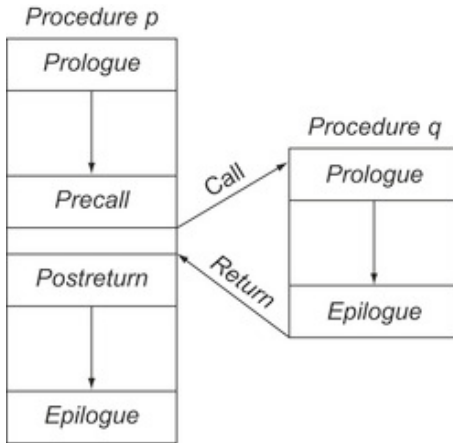 Procedure p
Prologue
Precall
Postreturn
Epilogue
Call
Return
Procedure q
Prologue
Epilogue